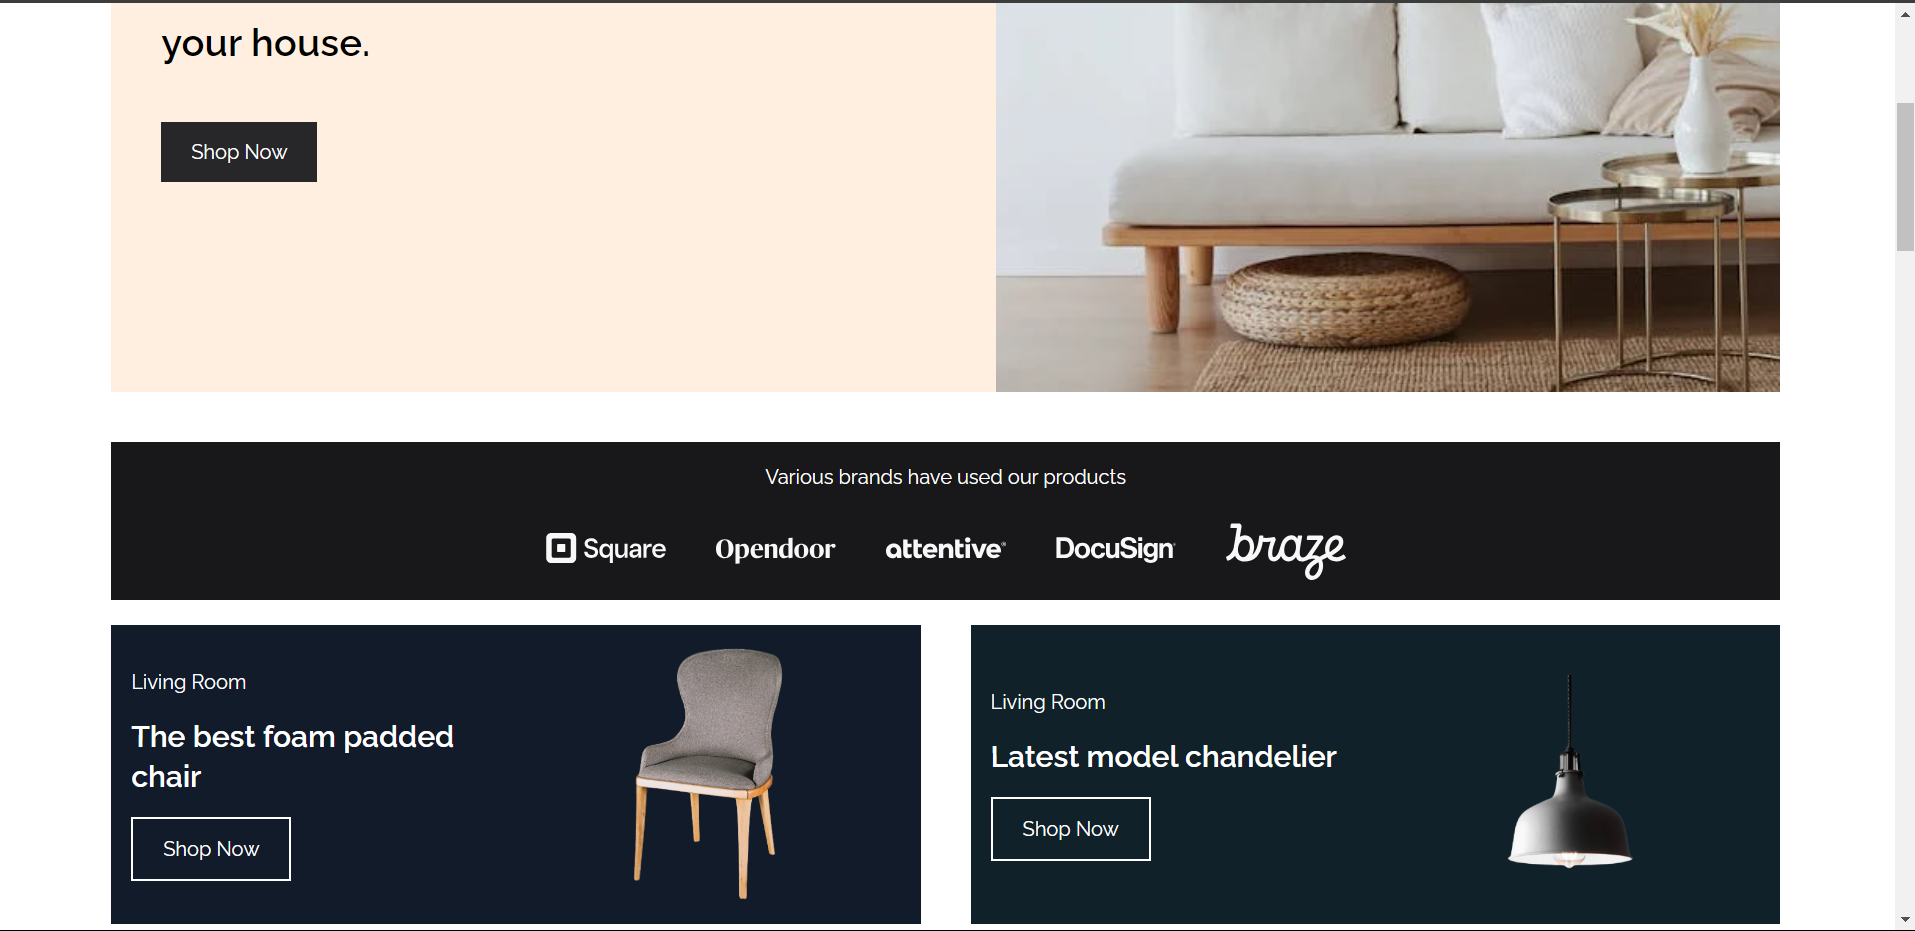 your house.
Shop Now
Various brands have used our products
Square Opendoor attentive® DocuSign® braze
Living Room
The best foam padded
chair
Shop Now
Living Room
Latest model chandelier
Shop Now